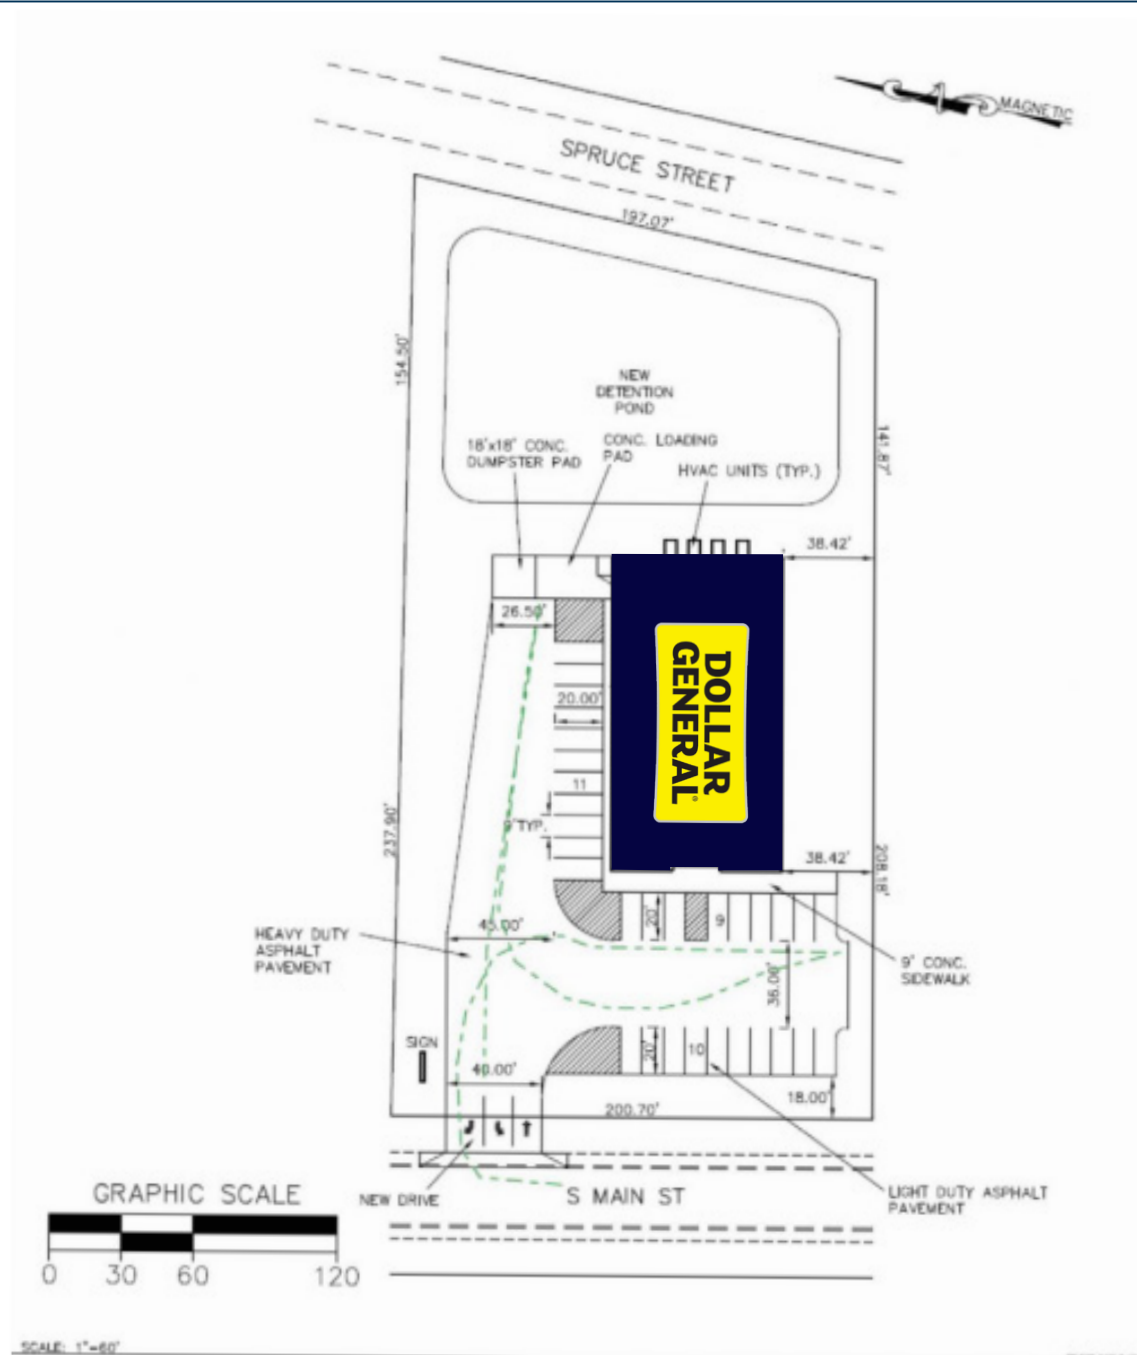 MAGNETIC
SPRUCE STREET
197.07'
154.50'
NEW
DETENTION
POND
18'x18' CONC.
DUMPSTER PAD
CONC. LOADING
PAD
HVAC UNITS (TYP.)
141.87'
38.42'
26.50'
20.00'
DOLLAR
GENERAL
11
9'TYP.
237.90'
38.42'
208.18'
20'
9
45.00'
HEAVY DUTY
ASPHALT
PAVEMENT
9' CONC.
SIDEWALK
36.00'
SIGN
20'
10
40.00'
18.00'
200.70'
GRAPHIC SCALE
NEW DRIVE
S MAIN ST
LIGHT DUTY ASPHALT
PAVEMENT
0 30 60 120
SCALE: 1"=60'